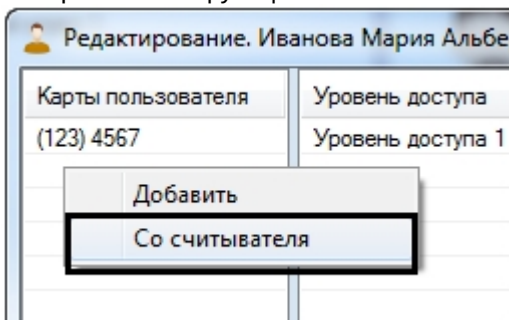 Редактирование. Иванова Мария Альбе
Карты пользователя Уровень доступа
(123) 4567 Уровень доступа 1
Добавить
Со считывателя